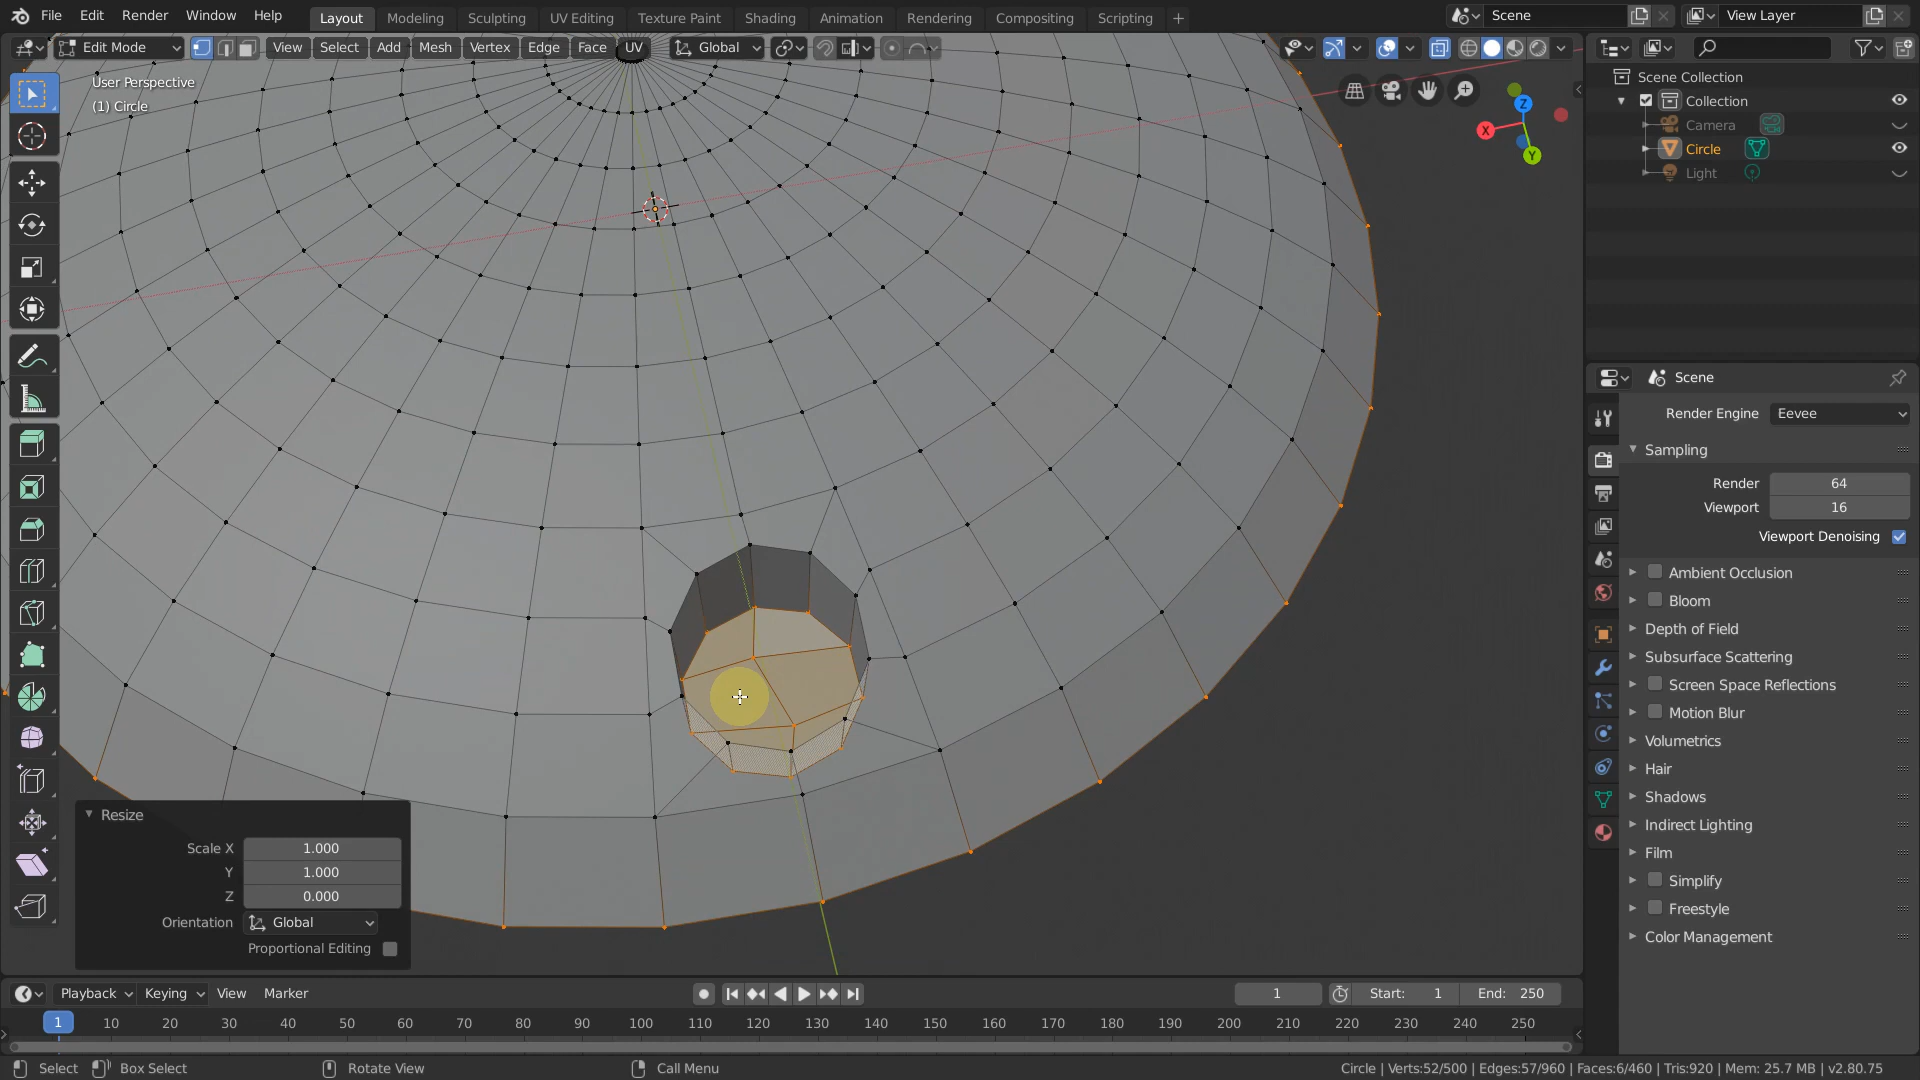 File Edit Render Window Help Layout Modeling Sculpting UV Editing Texture Paint Shading Animation Rendering Compositing Scripting + Scene View Layer
Edit Mode View Select Add Mesh Vertex Edge Face UV Global
User Perspective
(1) Circle
Z
X
Y
Scene Collection
Collection
Camera
Circle
Light
Scene
Render Engine Eevee
Sampling
Render 64
Viewport 16
Viewport Denoising
Ambient Occlusion
Bloom
Depth of Field
Subsurface Scattering
Screen Space Reflections
Motion Blur
Volumetrics
Hair
Shadows
Indirect Lighting
Film
Simplify
Freestyle
Color Management
Resize
Scale X 1.000
Y 1.000
Z 0.000
Orientation Global
Proportional Editing
Playback Keying View Marker 1 Start: 1 End: 250
1 10 20 30 40 50 60 70 80 90 100 110 120 130 140 150 160 170 180 190 200 210 220 230 240 250
Select Box Select Rotate View Call Menu Circle | Verts:52/500 | Edges:57/960 | Faces:6/460 | Tris:920 | Mem: 25.7 MB | v2.80.75